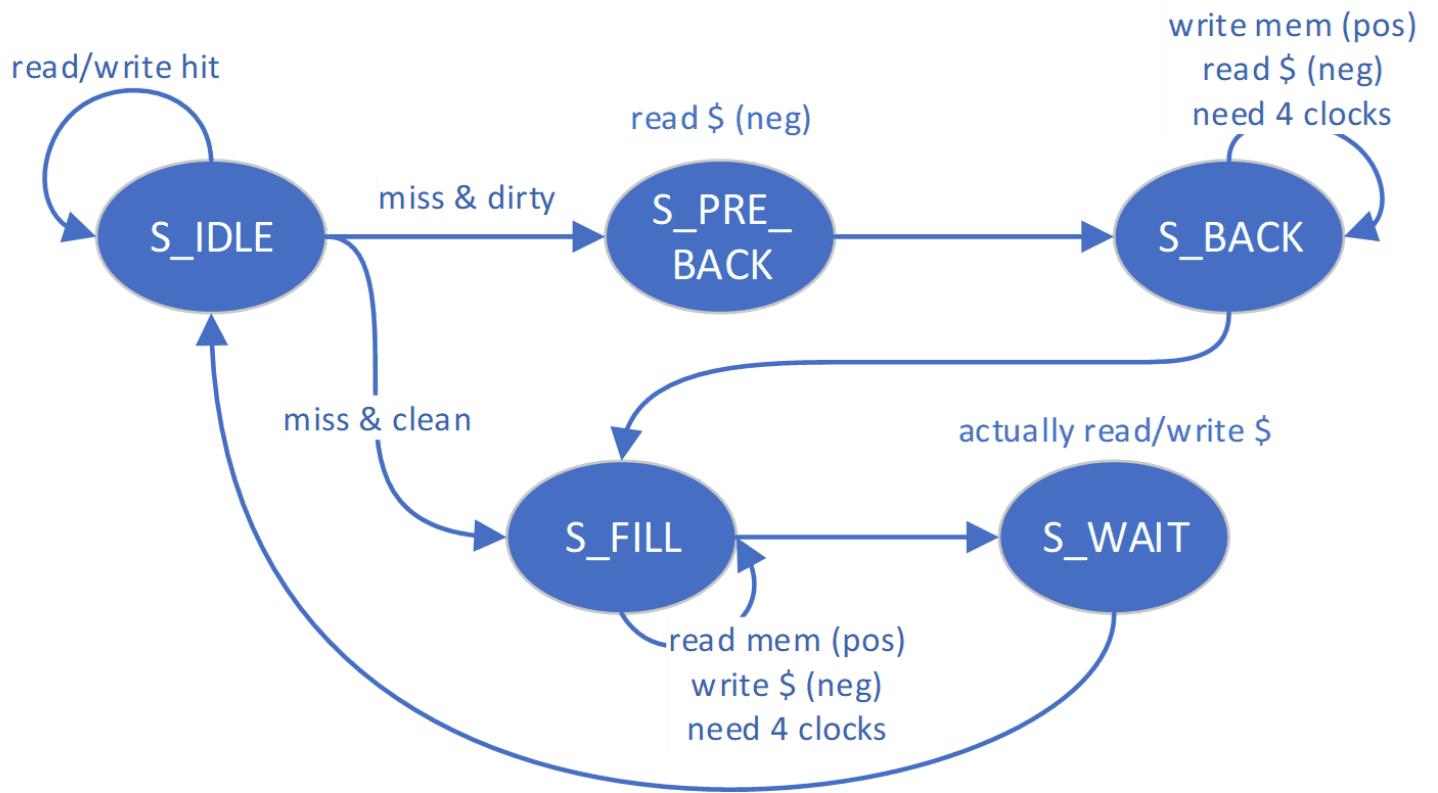 write mem (pos)
read $ (neg)
need 4 clocks
read/write hit
read $ (neg)
miss & dirty
S_IDLE
S_PRE_
BACK
S_BACK
miss & clean
actually read/write $
S_FILL
S_WAIT
read mem (pos)
write $ (neg)
need 4 clocks